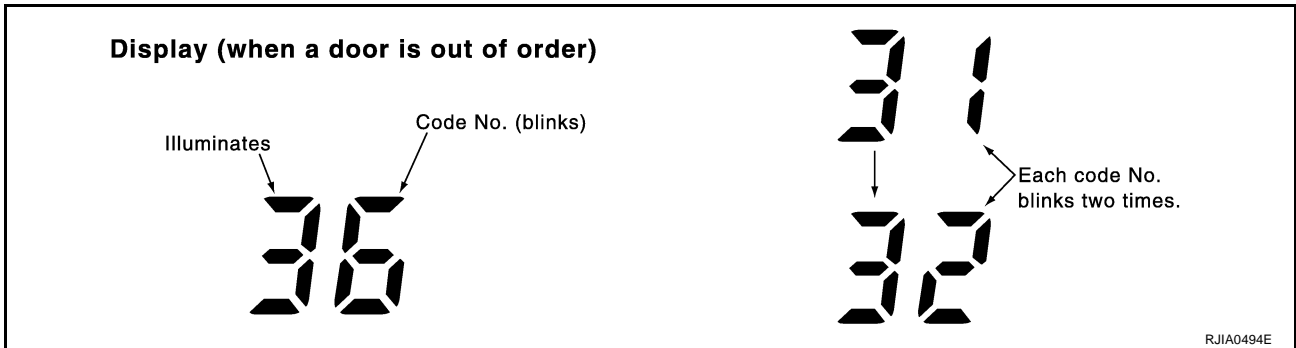 Display (when a door is out of order)
Illuminates
Code No. (blinks)
36
31
Each code No.
blinks two times.
32
RJIA0494E